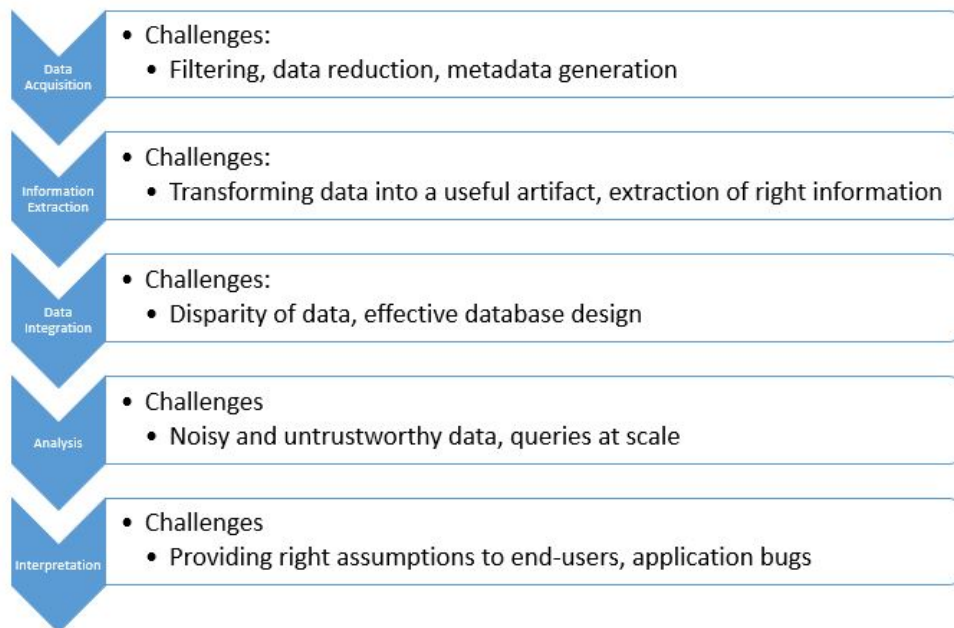 Data
Acquisition
• Challenges:
• Filtering, data reduction, metadata generation
Information
Extraction
• Challenges:
• Transforming data into a useful artifact, extraction of right information
Data
Integration
• Challenges:
• Disparity of data, effective database design
Analysis
• Challenges
• Noisy and untrustworthy data, queries at scale
Interpretation
• Challenges
• Providing right assumptions to end-users, application bugs